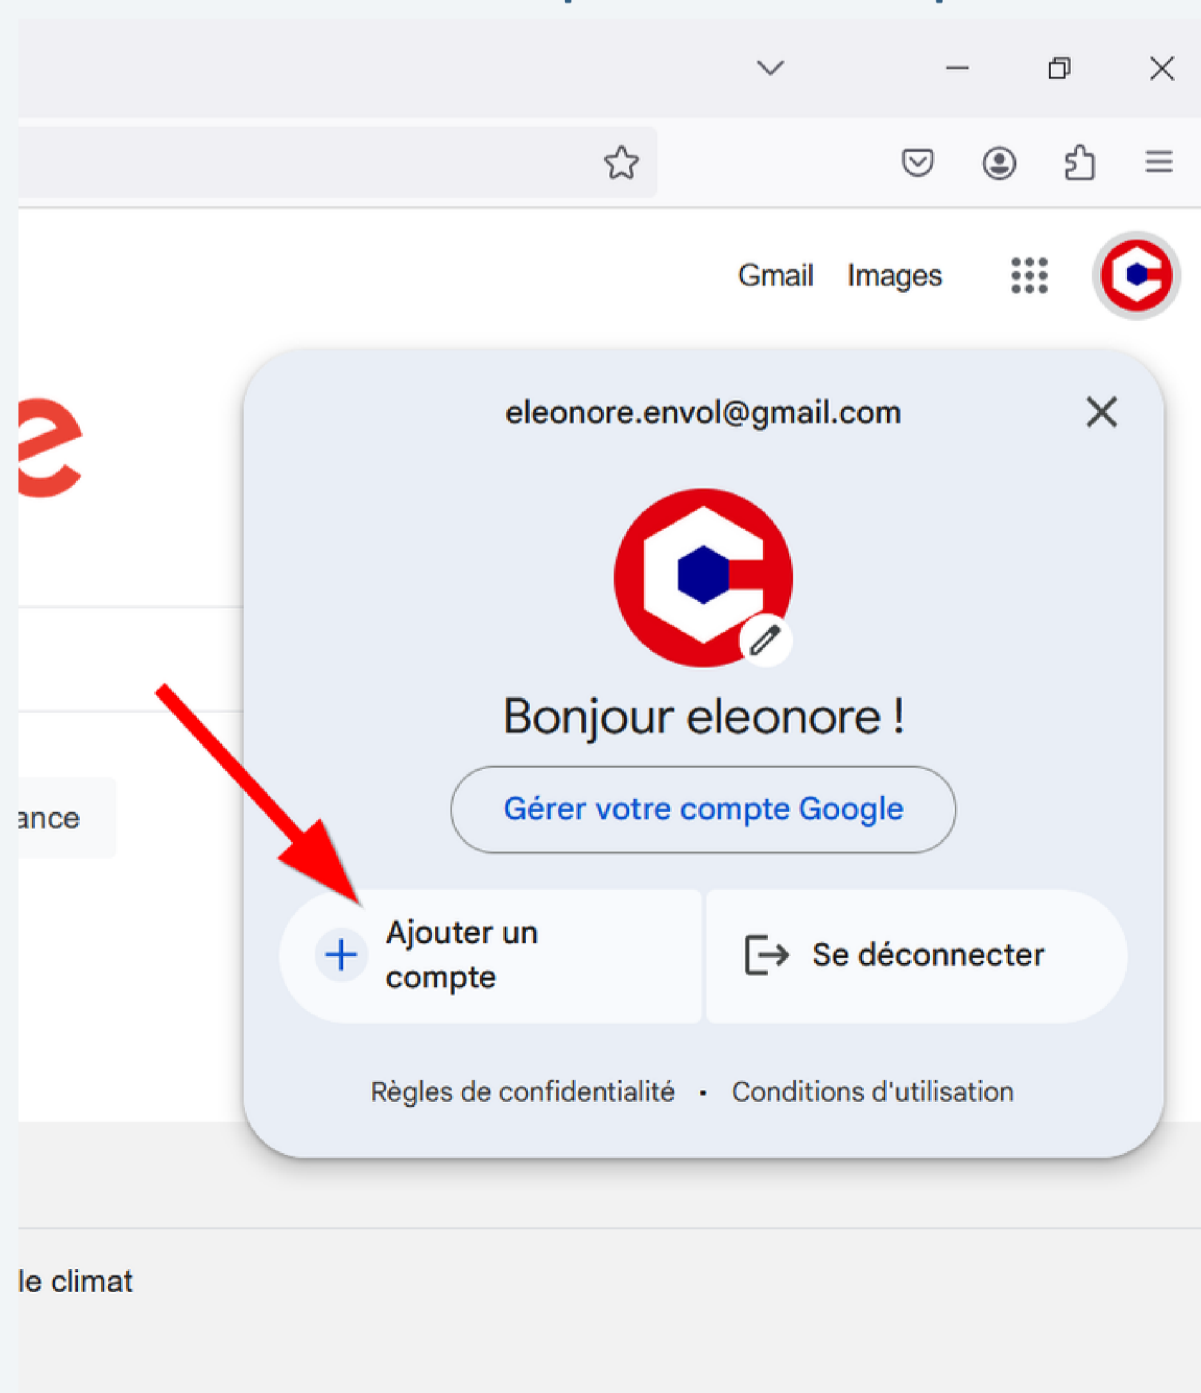 Gmail Images
eleonore.envol@gmail.com
Bonjour eleonore !
Gérer votre compte Google
ance
Ajouter un
compte
Se déconnecter
Règles de confidentialité · Conditions d'utilisation
le climat